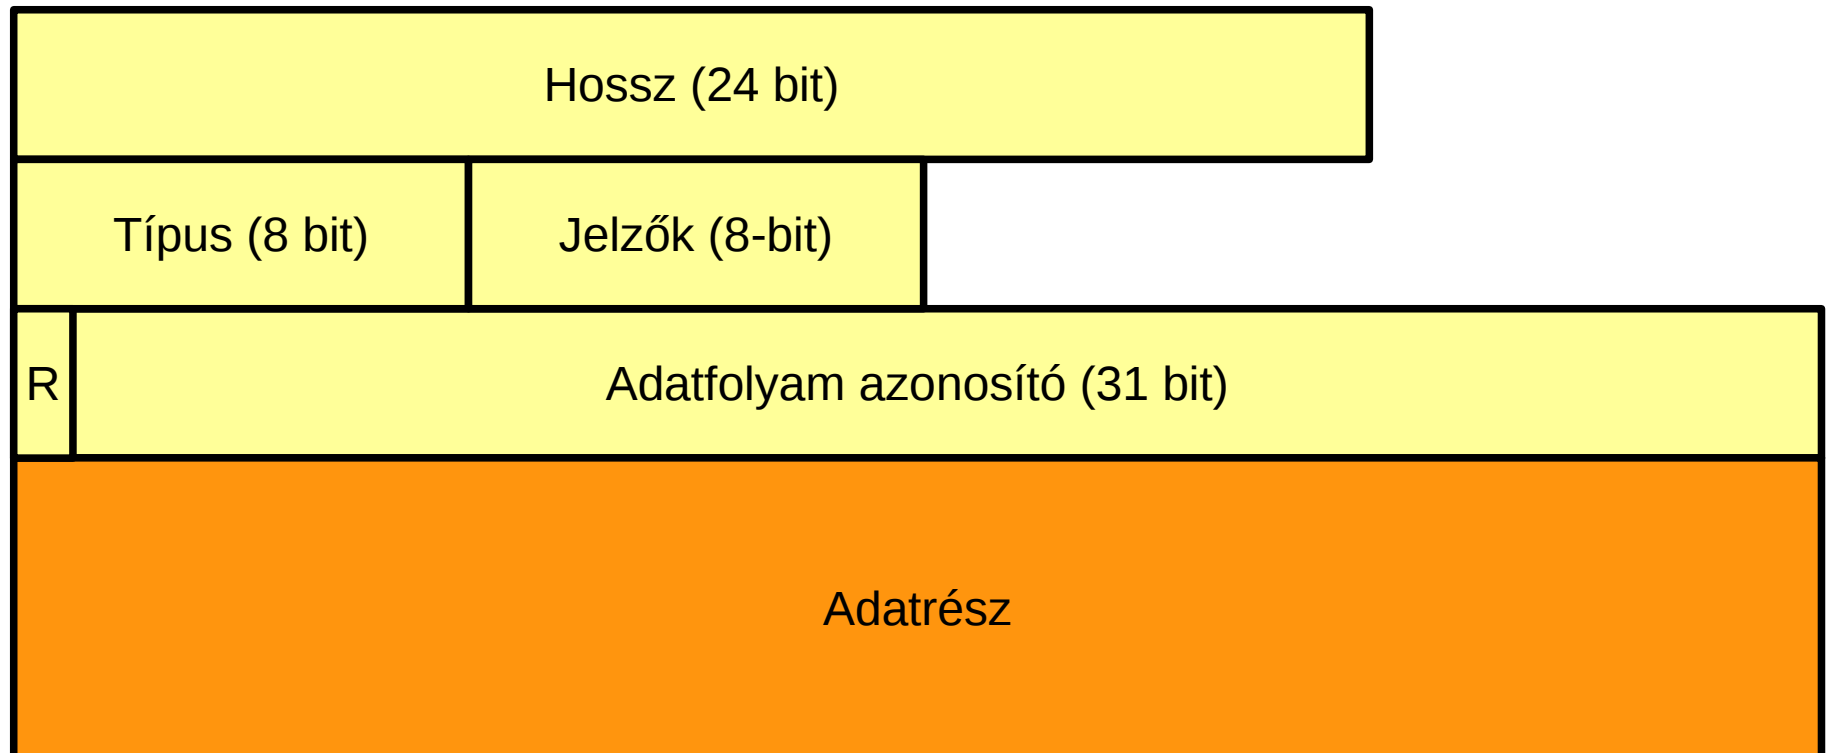 Hossz (24 bit)
Típus (8 bit)
Jelzők (8-bit)
R
Adatfolyam azonosító (31 bit)
Adatrész